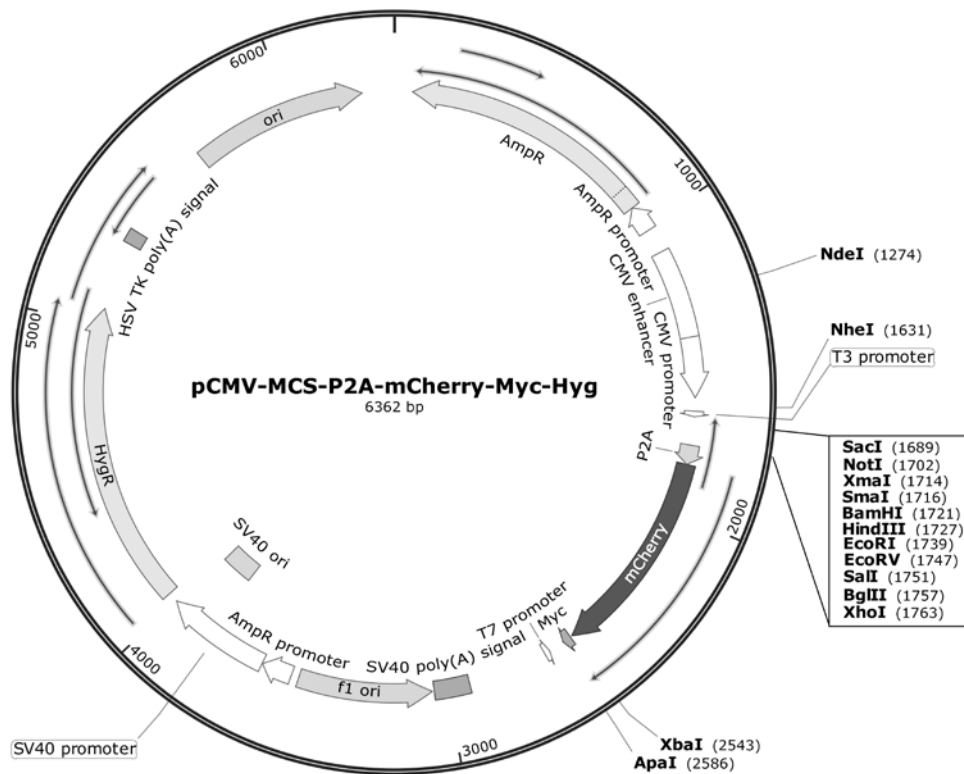 6000
ori
AmpR
1000
AmpR promoter
CMV enhancer
CMV promoter
HSV TK poly(A) signal
NdeI (1274)
5000
NheI (1631)
T3 promoter
pCMV-MCS-P2A-mCherry-Myc-Hyg
6362 bp
P2A
HygR
SacI (1689)
NotI (1702)
XmaI (1714)
SmaI (1716)
BamHI (1721)
HindIII (1727)
EcoRI (1739)
EcoRV (1747)
SalI (1751)
BglII (1757)
XhoI (1763)
2000
mCherry
SV40 ori
T7 promoter
Myc
AmpR promoter
SV40 poly(A) signal
f1 ori
4000
SV40 promoter
3000
XbaI (2543)
ApaI (2586)